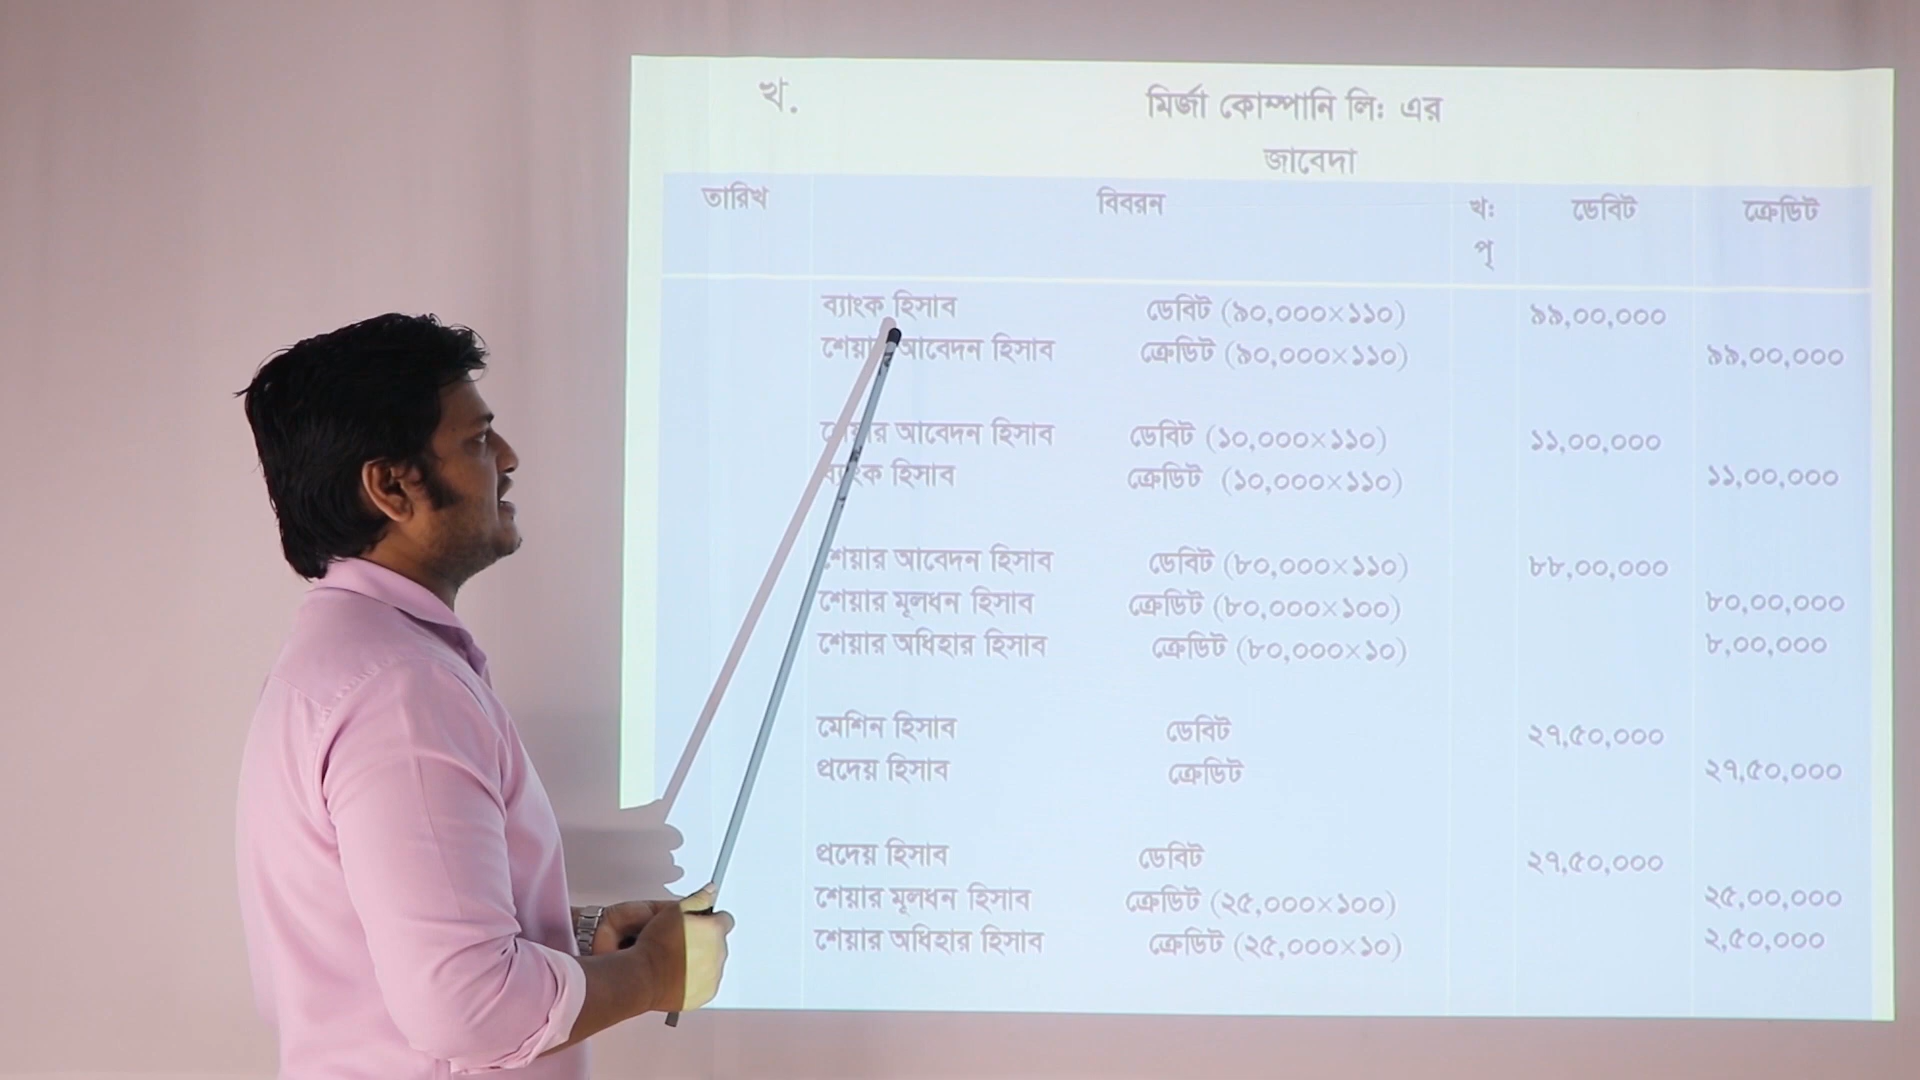 খ.
মির্জা কোম্পানি লি: এর
জাবেদা
তারিখ বিবরন খ: পৃ ডেবিট ক্রেডিট
ব্যাংক হিসাব ডেবিট (৯০,০০০×১১০) ৯৯,০০,০০০
শেয়ার আবেদন হিসাব ক্রেডিট (৯০,০০০×১১০) ৯৯,০০,০০০
শেয়ার আবেদন হিসাব ডেবিট (১০,০০০×১১০) ১১,০০,০০০
ব্যাংক হিসাব ক্রেডিট (১০,০০০×১১০) ১১,০০,০০০
শেয়ার আবেদন হিসাব ডেবিট (৮০,০০০×১১০) ৮৮,০০,০০০
শেয়ার মূলধন হিসাব ক্রেডিট (৮০,০০০×১০০) ৮০,০০,০০০
শেয়ার অধিহার হিসাব ক্রেডিট (৮০,০০০×১০) ৮,০০,০০০
মেশিন হিসাব ডেবিট ২৭,৫০,০০০
প্রদেয় হিসাব ক্রেডিট ২৭,৫০,০০০
প্রদেয় হিসাব ডেবিট ২৭,৫০,০০০
শেয়ার মূলধন হিসাব ক্রেডিট (২৫,০০০×১০০) ২৫,০০,০০০
শেয়ার অধিহার হিসাব ক্রেডিট (২৫,০০০×১০) ২,৫০,০০০